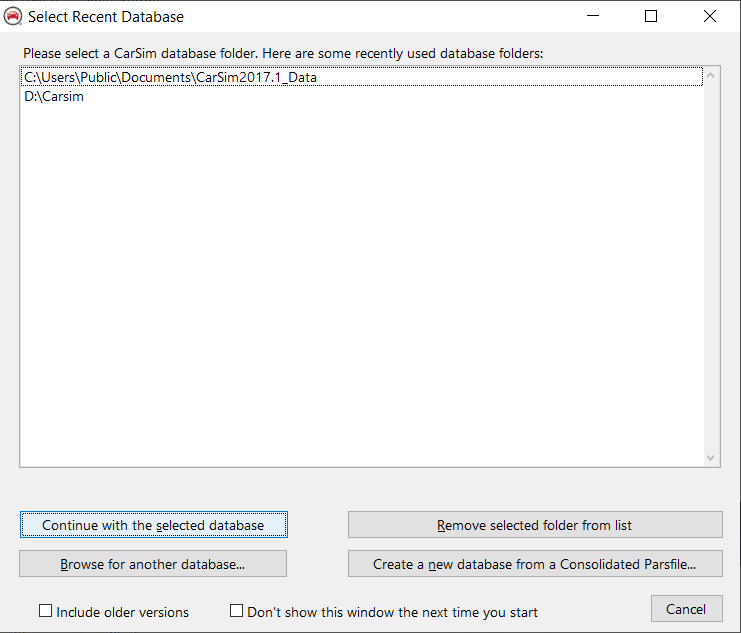 Select Recent Database
Please select a CarSim database folder. Here are some recently used database folders:
C:\Users\Public\Documents\CarSim2017.1_Data
D:\Carsim
Continue with the selected database
Remove selected folder from list
Browse for another database...
Create a new database from a Consolidated Parsfile...
Include older versions
Don't show this window the next time you start
Cancel